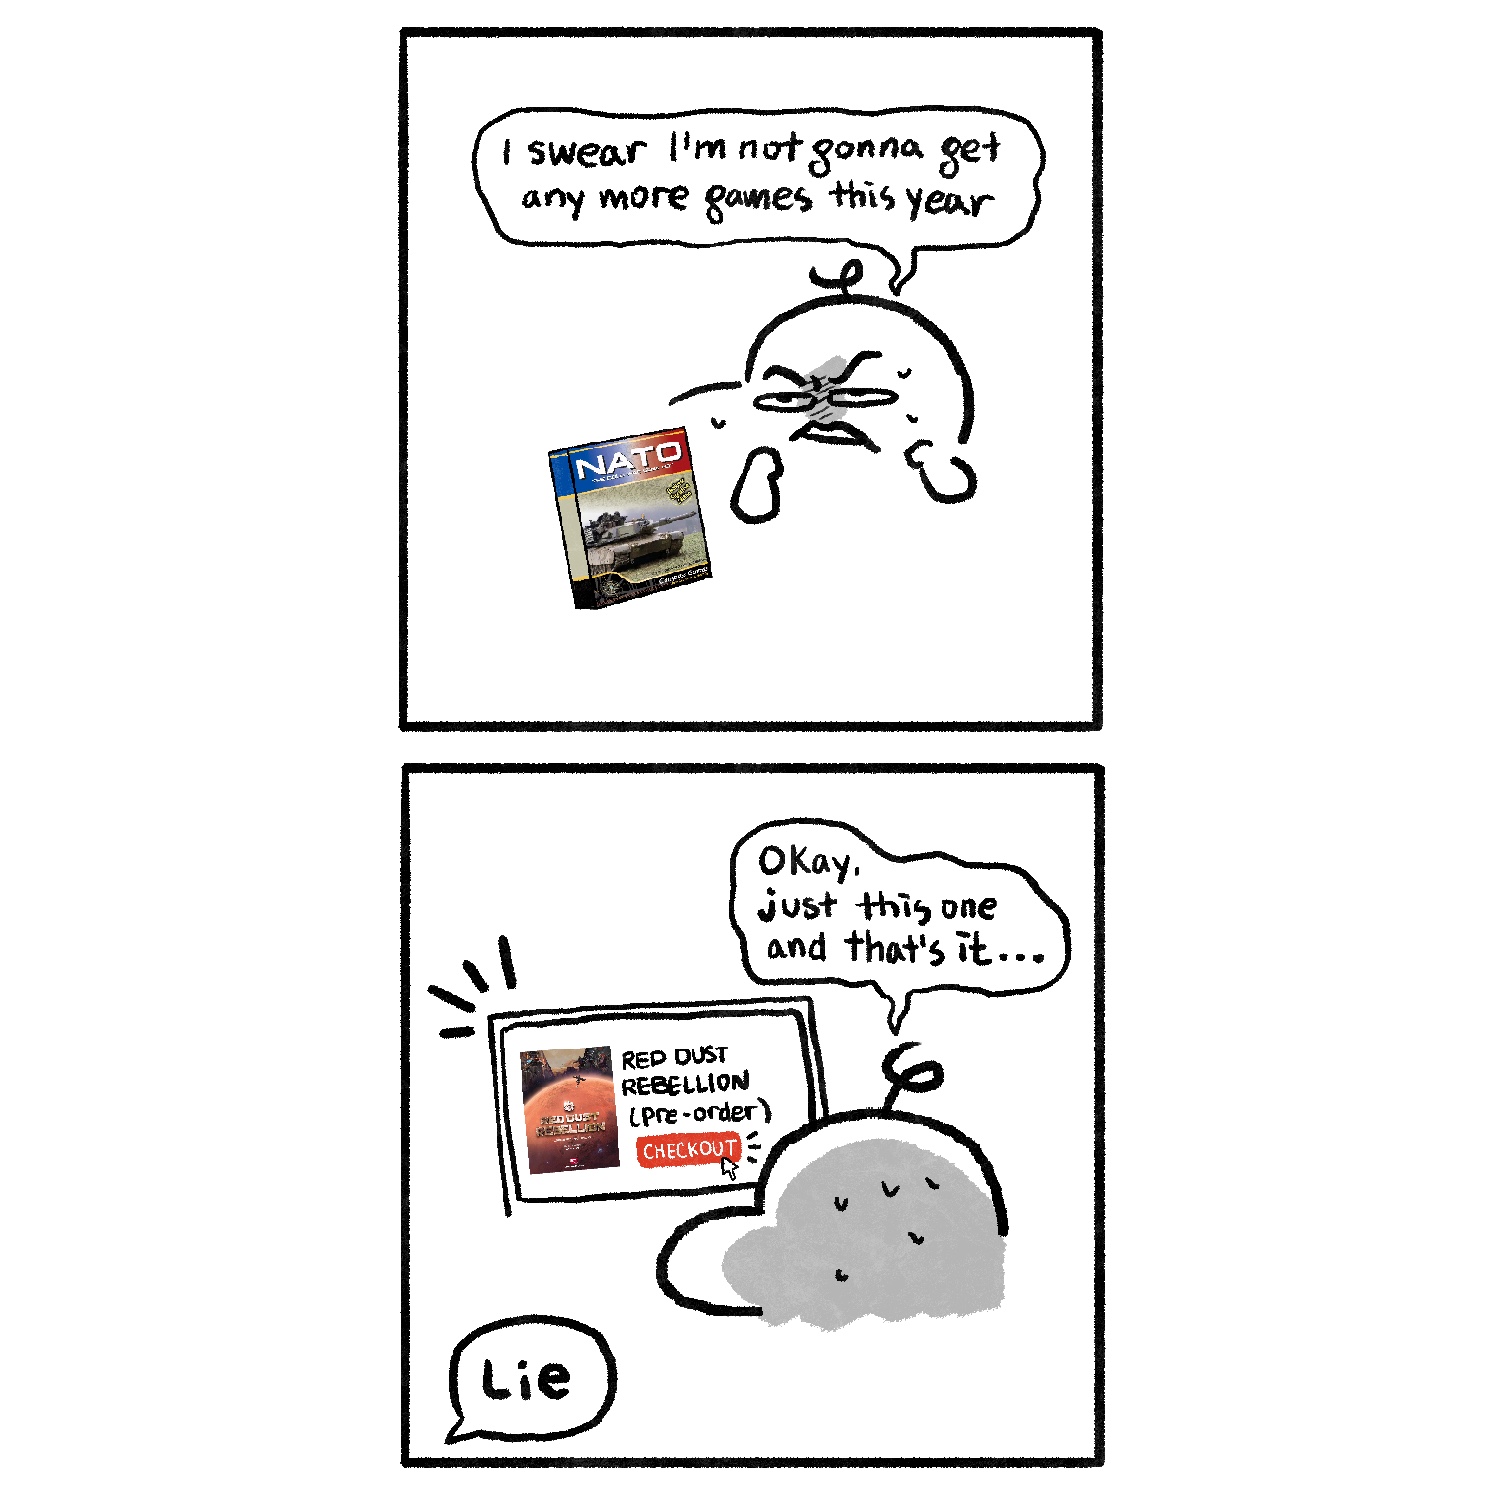 I swear I'm not gonna get
any more games this year
NATO
Okay,
just this one
and that's it...
RED DUST
REBELLION
(pre-order)
CHECKOUT
RED DUST
REBELLION
Lie